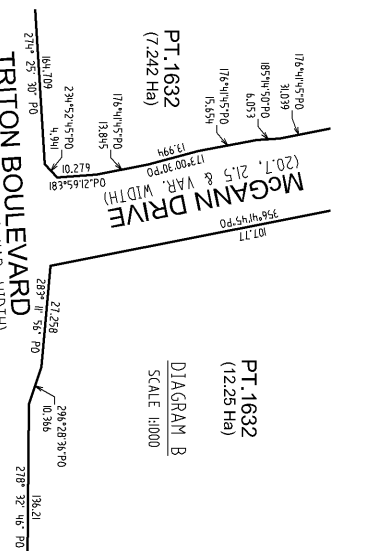 176°41'45"PO
31.039
185°14'50"PO
6.053
176°41'45"PO
15.654
PT.1632
(7.242 Ha)
13.994
173°00'30"PO
176°41'45"PO
13.845
McGANN DRIVE
(20.7, 21.5 & VAR. WIDTH)
356°41'45"PO
107.77
234°52'45"PO
4.941
10.279
183°59'12"PO
164.709
274° 25' 30" PO
TRITON BOULEVARD
PT.1632
(12.25 Ha)
DIAGRAM B
SCALE 1:1000
27.258
283° 11' 56" PO
296°28'36"PO
10.366
136.21
278° 32' 46" PO